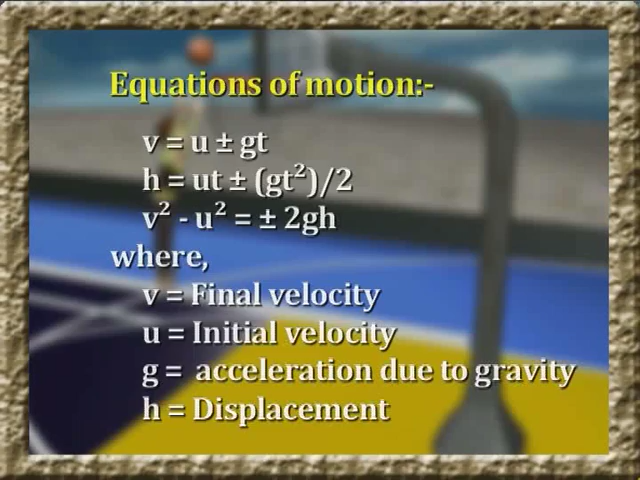 Equations of motion:-
v = u ± gt
h = ut ± (gt²)/2
v² - u² = ± 2gh
where,
v = Final velocity
u = Initial velocity
g = acceleration due to gravity
h = Displacement